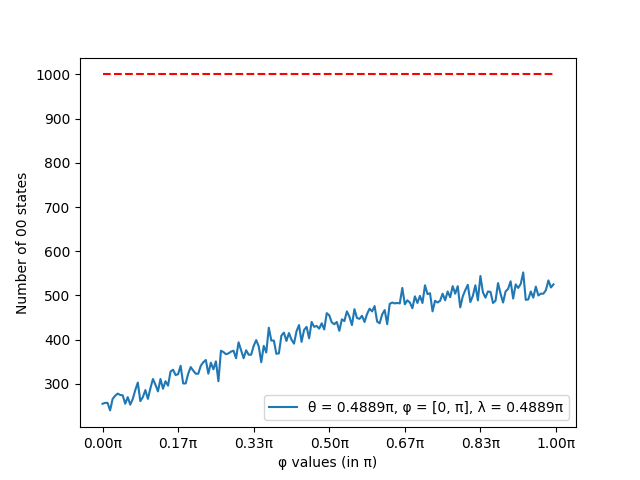 1000
900
800
700
600
500
400
300
Number of 00 states
θ = 0.4889π, φ = [0, π], λ = 0.4889π
0.00π 0.17π 0.33π 0.50π 0.67π 0.83π 1.00π
φ values (in π)